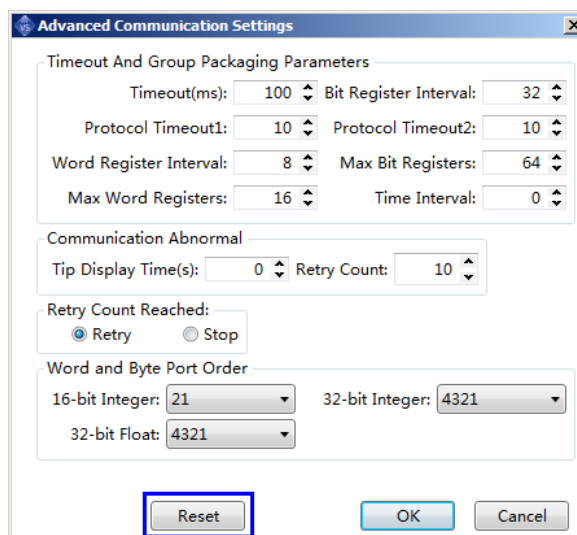 VS Advanced Communication Settings
Timeout And Group Packaging Parameters
Timeout(ms): 100 Bit Register Interval: 32
Protocol Timeout1: 10 Protocol Timeout2: 10
Word Register Interval: 8 Max Bit Registers: 64
Max Word Registers: 16 Time Interval: 0
Communication Abnormal
Tip Display Time(s): 0 Retry Count: 10
Retry Count Reached:
Retry Stop
Word and Byte Port Order
16-bit Integer: 21 32-bit Integer: 4321
32-bit Float: 4321
Reset OK Cancel